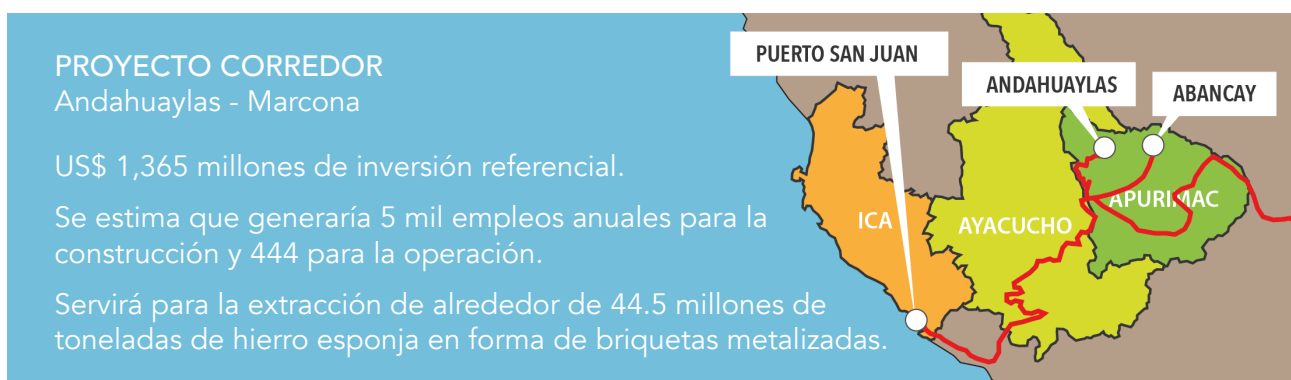 PROYECTO CORREDOR
Andahuaylas - Marcona
US$ 1,365 millones de inversión referencial.
Se estima que generaría 5 mil empleos anuales para la
construcción y 444 para la operación.
Servirá para la extracción de alrededor de 44.5 millones de
toneladas de hierro esponja en forma de briquetas metalizadas.
PUERTO SAN JUAN
ANDAHUAYLAS
ABANCAY
ICA
AYACUCHO
APURIMAC